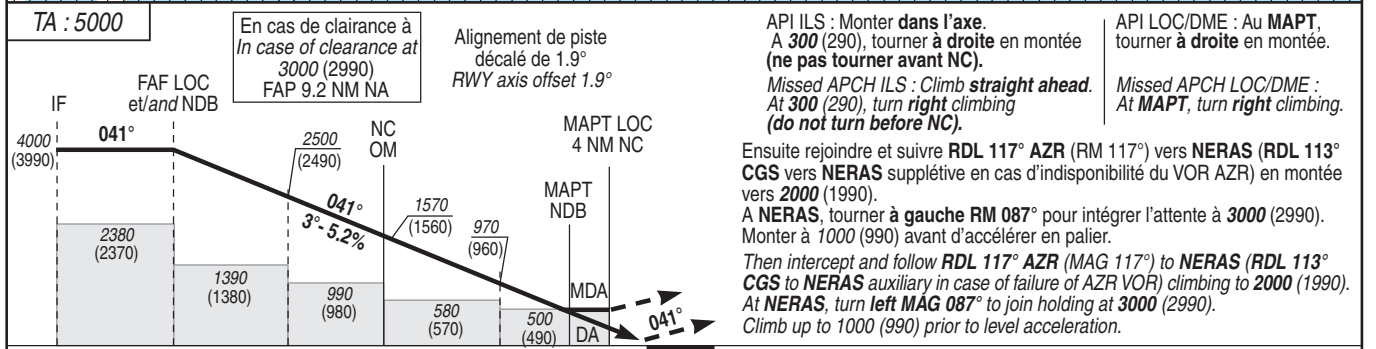 TA : 5000
En cas de clairance à
In case of clearance at
3000 (2990)
FAP 9.2 NM NA
Alignement de piste
décalé de 1.9°
RWY axis offset 1.9°
IF
FAF LOC
et/and NDB
4000
(3990)
041°
2500
(2490)
NC
OM
MAPT LOC
4 NM NC
MAPT
NDB
041°
3°- 5.2%
1570
(1560)
970
(960)
2380
(2370)
1390
(1380)
990
(980)
580
(570)
500
(490)
MDA
DA
041°
API ILS : Monter dans l'axe.
A 300 (290), tourner à droite en montée
(ne pas tourner avant NC).
Missed APCH ILS : Climb straight ahead.
At 300 (290), turn right climbing
(do not turn before NC).
API LOC/DME : Au MAPT,
tourner à droite en montée.
Missed APCH LOC/DME :
At MAPT, turn right climbing.
Ensuite rejoindre et suivre RDL 117° AZR (RM 117°) vers NERAS (RDL 113°
CGS vers NERAS supplétive en cas d'indisponibilité du VOR AZR) en montée
vers 2000 (1990).
A NERAS, tourner à gauche RM 087° pour intégrer l'attente à 3000 (2990).
Monter à 1000 (990) avant d'accélérer en palier.
Then intercept and follow RDL 117° AZR (MAG 117°) to NERAS (RDL 113°
CGS to NERAS auxiliary in case of failure of AZR VOR) climbing to 2000 (1990).
At NERAS, turn left MAG 087° to join holding at 3000 (2990).
Climb up to 1000 (990) prior to level acceleration.